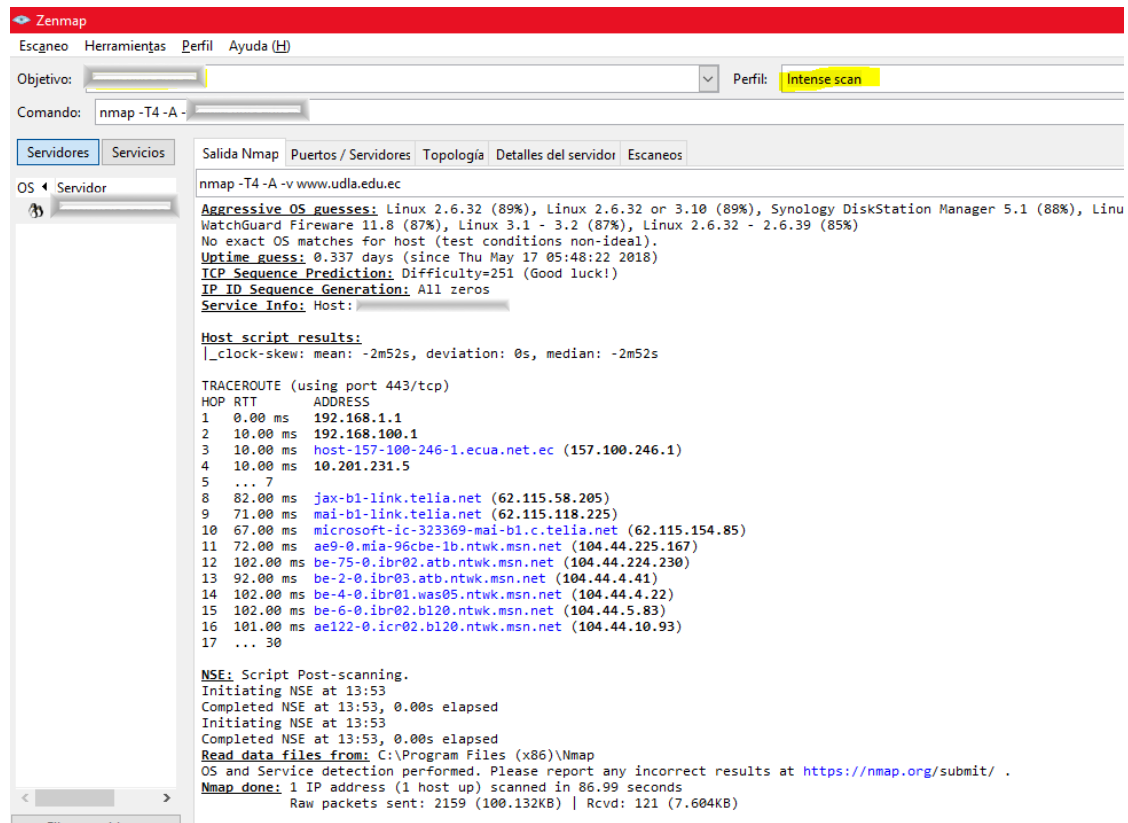 Zenmap
Escaneo Herramientas Perfil Ayuda (H)
Objetivo: Perfil: Intense scan
Comando: nmap -T4 -A -
Servidores Servicios Salida Nmap Puertos / Servidores Topología Detalles del servidor Escaneos
OS Servidor
nmap -T4 -A -v www.udla.edu.ec
Aggressive OS guesses: Linux 2.6.32 (89%), Linux 2.6.32 or 3.10 (89%), Synology DiskStation Manager 5.1 (88%), Linu
WatchGuard Fireware 11.8 (87%), Linux 3.1 - 3.2 (87%), Linux 2.6.32 - 2.6.39 (85%)
No exact OS matches for host (test conditions non-ideal).
Uptime guess: 0.337 days (since Thu May 17 05:48:22 2018)
TCP Sequence Prediction: Difficulty=251 (Good luck!)
IP ID Sequence Generation: All zeros
Service Info: Host:
Host script results:
|_clock-skew: mean: -2m52s, deviation: 0s, median: -2m52s
TRACEROUTE (using port 443/tcp)
HOP RTT ADDRESS
1 0.00 ms 192.168.1.1
2 10.00 ms 192.168.100.1
3 10.00 ms host-157-100-246-1.ecua.net.ec (157.100.246.1)
4 10.00 ms 10.201.231.5
5 ... 7
8 82.00 ms jax-b1-link.telia.net (62.115.58.205)
9 71.00 ms mai-b1-link.telia.net (62.115.118.225)
10 67.00 ms microsoft-ic-323369-mai-b1.c.telia.net (62.115.154.85)
11 72.00 ms ae9-0.mia-96cbe-1b.ntwk.msn.net (104.44.225.167)
12 102.00 ms be-75-0.ibr02.atb.ntwk.msn.net (104.44.224.230)
13 92.00 ms be-2-0.ibr03.atb.ntwk.msn.net (104.44.4.41)
14 102.00 ms be-4-0.ibr01.was05.ntwk.msn.net (104.44.4.22)
15 102.00 ms be-6-0.ibr02.bl20.ntwk.msn.net (104.44.5.83)
16 101.00 ms ae122-0.icr02.bl20.ntwk.msn.net (104.44.10.93)
17 ... 30
NSE: Script Post-scanning.
Initiating NSE at 13:53
Completed NSE at 13:53, 0.00s elapsed
Initiating NSE at 13:53
Completed NSE at 13:53, 0.00s elapsed
Read data files from: C:\Program Files (x86)\Nmap
OS and Service detection performed. Please report any incorrect results at https://nmap.org/submit/ .
Nmap done: 1 IP address (1 host up) scanned in 86.99 seconds
Raw packets sent: 2159 (100.132KB) | Rcvd: 121 (7.604KB)